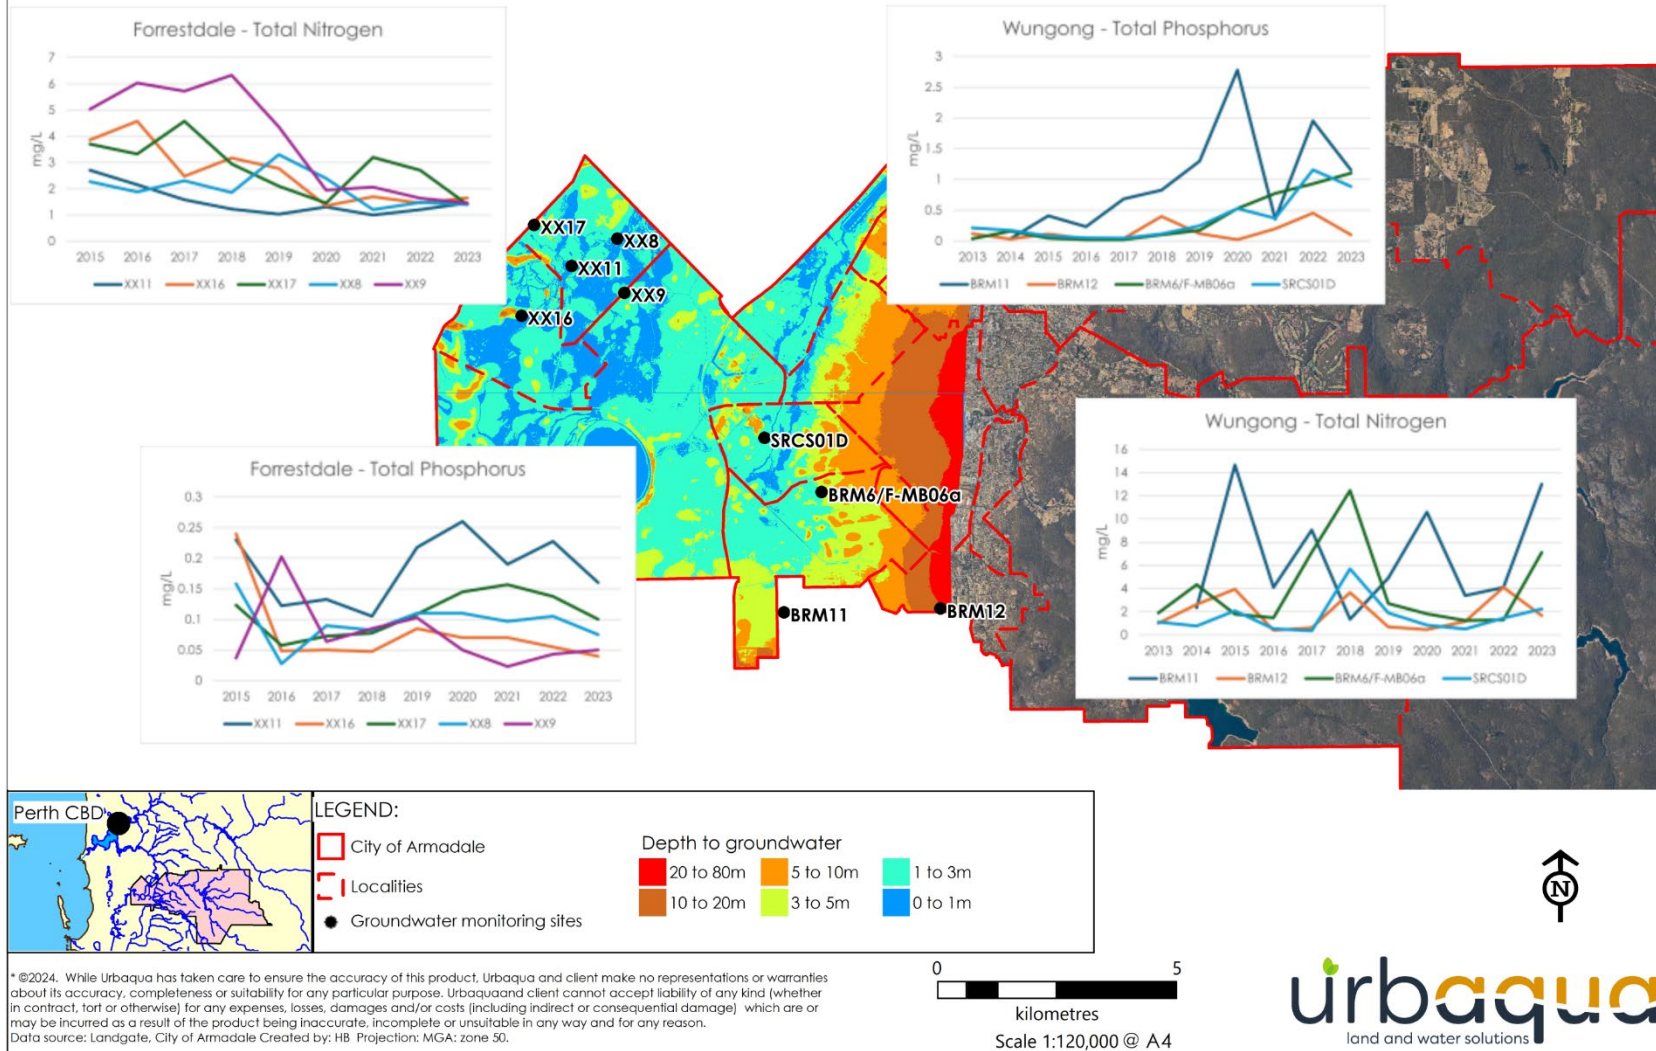 Forrestdale - Total Nitrogen
7
6
5
4
3
2
1
0
mg/L
2015 2016 2017 2018 2019 2020 2021 2022 2023
XX11 XX16 XX17 XX8 XX9
Wungong - Total Phosphorus
3
2.5
2
1.5
1
0.5
0
mg/L
2013 2014 2015 2016 2017 2018 2019 2020 2021 2022 2023
BRM11 BRM12 BRM6/F-MB06a SRCS01D
XX17
XX8
XX11
XX9
XX16
SRCS01D
BRM6/F-MB06a
BRM11
BRM12
Forrestdale - Total Phosphorus
0.3
0.25
0.2
0.15
0.1
0.05
0
mg/L
2015 2016 2017 2018 2019 2020 2021 2022 2023
XX11 XX16 XX17 XX8 XX9
Wungong - Total Nitrogen
16
14
12
10
8
6
4
2
0
mg/L
2013 2014 2015 2016 2017 2018 2019 2020 2021 2022 2023
BRM11 BRM12 BRM6/F-MB06a SRCS01D
Perth CBD
LEGEND:
City of Armadale
Localities
Groundwater monitoring sites
Depth to groundwater
20 to 80m 5 to 10m 1 to 3m
10 to 20m 3 to 5m 0 to 1m
N
* ©2024. While Urbaqua has taken care to ensure the accuracy of this product, Urbaqua and client make no representations or warranties
about its accuracy, completeness or suitability for any particular purpose. Urbaquaand client cannot accept liability of any kind (whether
in contract, tort or otherwise) for any expenses, losses, damages and/or costs (including indirect or consequential damage) which are or
may be incurred as a result of the product being inaccurate, incomplete or unsuitable in any way and for any reason.
Data source: Landgate, City of Armadale Created by: HB Projection: MGA: zone 50.
0 5
kilometres
Scale 1:120,000 @ A4
urbaqua
land and water solutions